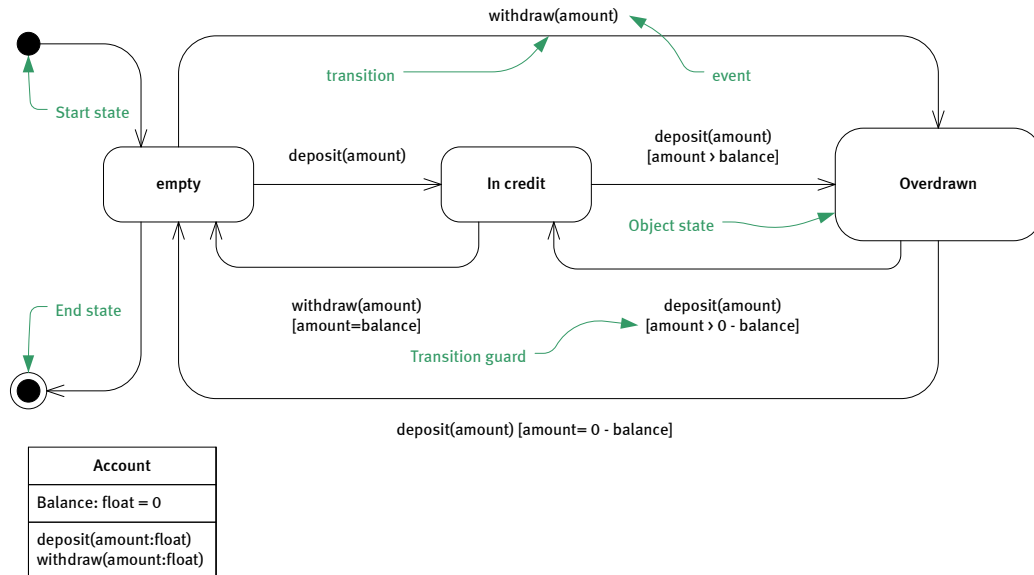 withdraw(amount)
transition
event
Start state
deposit(amount)
deposit(amount)
[amount > balance]
empty
In credit
Overdrawn
Object state
End state
withdraw(amount)
[amount=balance]
deposit(amount)
[amount > 0 - balance]
Transition guard
deposit(amount) [amount= 0 - balance]
Account
Balance: float = 0
deposit(amount:float)
withdraw(amount:float)